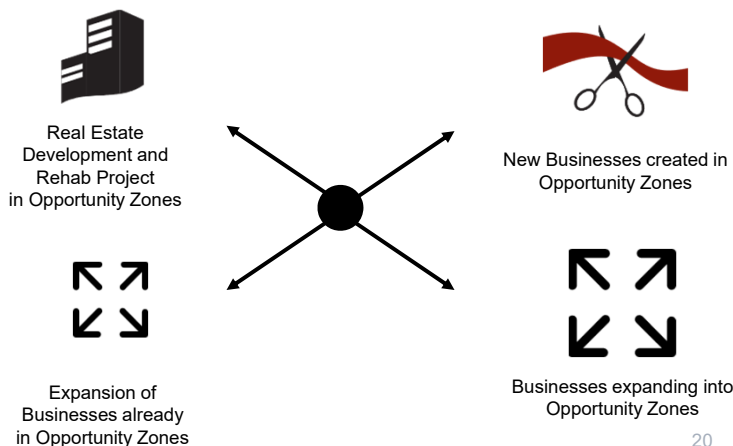 Real Estate
Development and
Rehab Project
in Opportunity Zones
New Businesses created in
Opportunity Zones
Expansion of
Businesses already
in Opportunity Zones
Businesses expanding into
Opportunity Zones
20